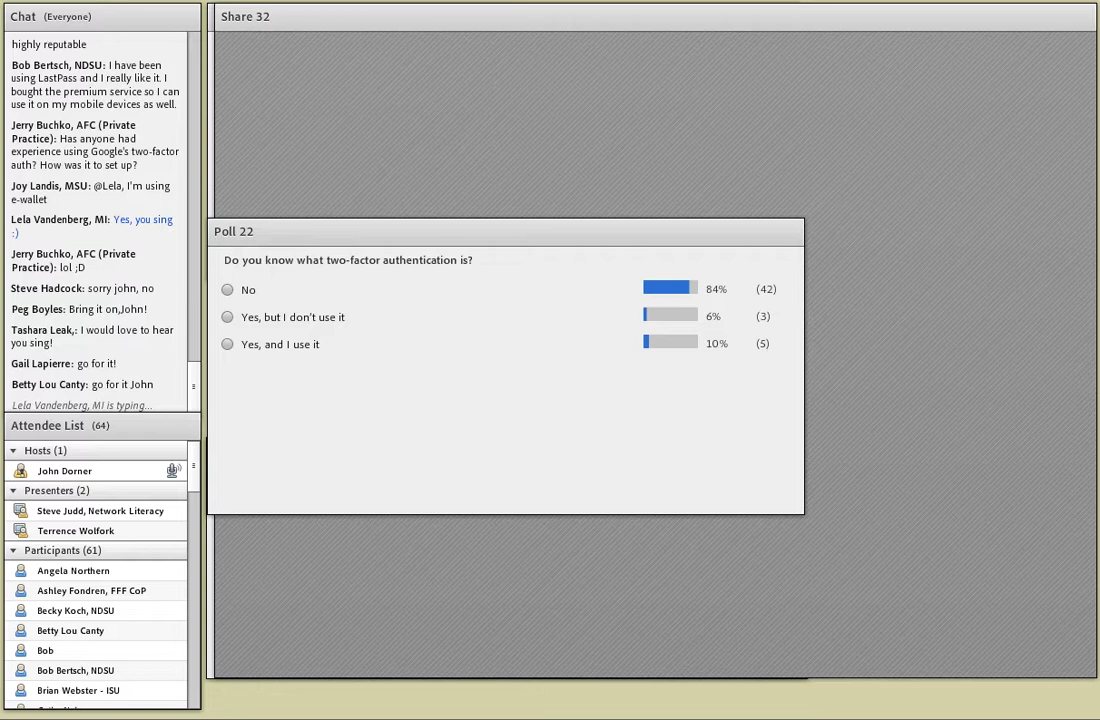 Chat (Everyone)
highly reputable
Bob Bertsch, NDSU: I have been
using LastPass and I really like it. I
bought the premium service so I can
use it on my mobile devices as well.
Jerry Buchko, AFC (Private
Practice): Has anyone had
experience using Google's two-factor
auth? How was it to set up?
Joy Landis, MSU: @Lela, I'm using
e-wallet
Lela Vandenberg, MI: Yes, you sing
:)
Jerry Buchko, AFC (Private
Practice): lol ;D
Steve Hadcock: sorry john, no
Peg Boyles: Bring it on,John!
Tashara Leak,: I would love to hear
you sing!
Gail Lapierre: go for it!
Betty Lou Canty: go for it John
Lela Vandenberg, MI is typing...
Attendee List (64)
Hosts (1)
John Dorner
Presenters (2)
Steve Judd, Network Literacy
Terrence Wolfork
Participants (61)
Angela Northern
Ashley Fondren, FFF CoP
Becky Koch, NDSU
Betty Lou Canty
Bob
Bob Bertsch, NDSU
Brian Webster - ISU
Share 32
Poll 22
Do you know what two-factor authentication is?
No 84% (42)
Yes, but I don't use it 6% (3)
Yes, and I use it 10% (5)